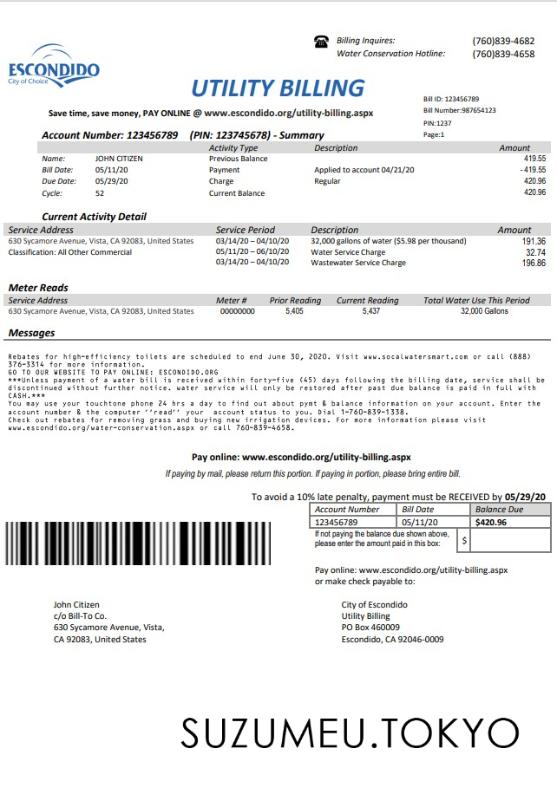 Billing Inquires: (760)839-4682
Water Conservation Hotline: (760)839-4658
ESCONDIDO
City of Choice
UTILITY BILLING
Save time, save money, PAY ONLINE @ www.escondido.org/utility-billing.aspx
Bill ID: 123456789
Bill Number:987654123
PIN:1237
Page:1
Account Number: 123456789 (PIN: 123745678) - Summary
Activity Type Description Amount
Name: JOHN CITIZEN Previous Balance 419.55
Bill Date: 05/11/20 Payment Applied to account 04/21/20 - 419.55
Due Date: 05/29/20 Charge Regular 420.96
Cycle: 52 Current Balance 420.96
Current Activity Detail
Service Address Service Period Description Amount
630 Sycamore Avenue, Vista, CA 92083, United States 03/14/20 – 04/10/20 32,000 gallons of water ($5.98 per thousand) 191.36
Classification: All Other Commercial 05/11/20 – 06/10/20 Water Service Charge 32.74
03/14/20 – 04/10/20 Wastewater Service Charge 196.86
Meter Reads
Service Address Meter # Prior Reading Current Reading Total Water Use This Period
630 Sycamore Avenue, Vista, CA 92083, United States 00000000 5,405 5,437 32,000 Gallons
Messages
Rebates for high-efficiency toilets are scheduled to end June 30, 2020. Visit www.socalwatersmart.com or call (888)
376-3314 for more information.
GO TO OUR WEBSITE TO PAY ONLINE: ESCONDIDO.ORG
***Unless payment of a water bill is received within forty-five (45) days following the billing date, service shall be
discontinued without further notice. water service will only be restored after past due balance is paid in full with
CASH.***
You may use your touchtone phone 24 hrs a day to find out about pymt & balance information on your account. Enter the
account number & the computer ''read'' your account status to you. Dial 1-760-839-1338.
Check out rebates for removing grass and buying new irrigation devices. For more information please visit
www.escondido.org/water-conservation.aspx or call 760-839-4658.
Pay online: www.escondido.org/utility-billing.aspx
If paying by mail, please return this portion. If paying in portion, please bring entire bill.
To avoid a 10% late penalty, payment must be RECEIVED by 05/29/20
Account Number Bill Date Balance Due
123456789 05/11/20 $420.96
If not paying the balance due shown above,
please enter the amount paid in this box: $
Pay online: www.escondido.org/utility-billing.aspx
or make check payable to:
John Citizen
c/o Bill-To Co.
630 Sycamore Avenue, Vista,
CA 92083, United States
City of Escondido
Utility Billing
PO Box 460009
Escondido, CA 92046-0009
SUZUMEU.TOKYO